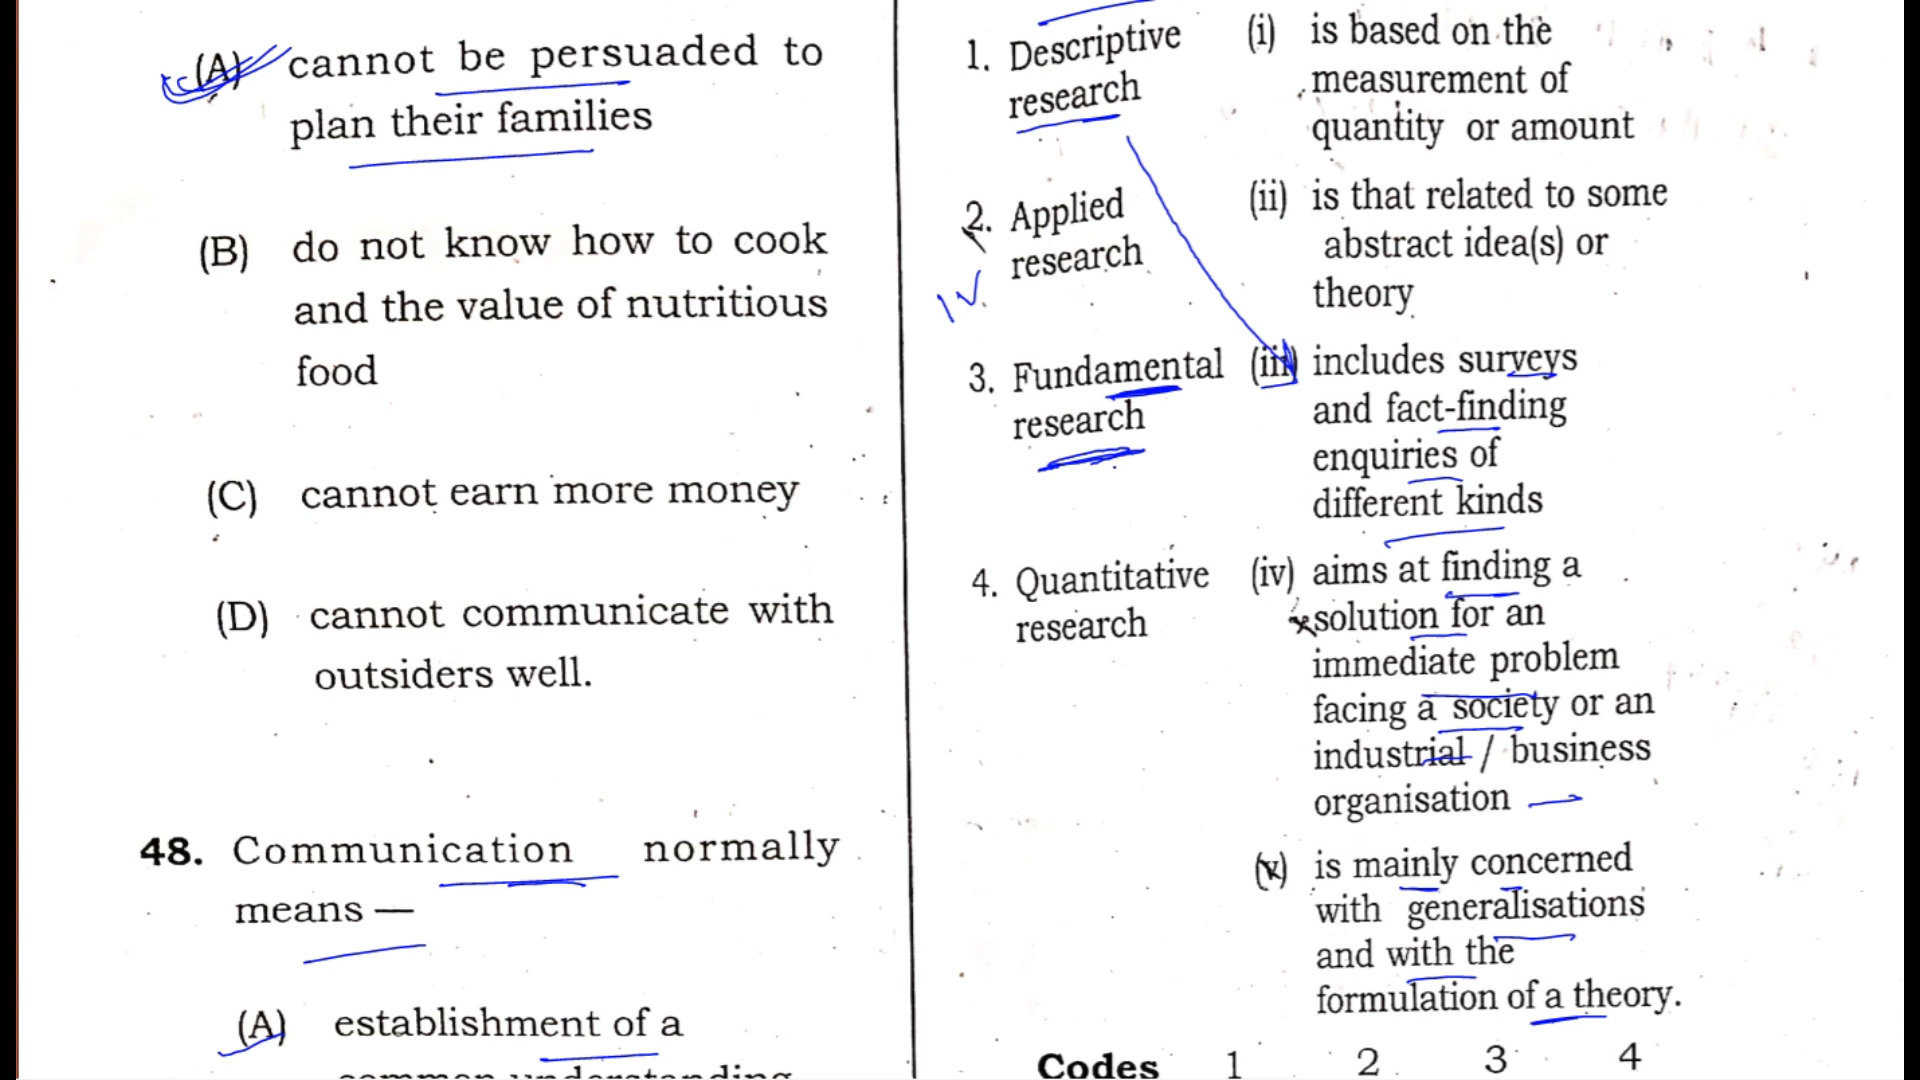 (A) cannot be persuaded to
plan their families
(B) do not know how to cook
and the value of nutritious
food
(C) cannot earn more money
(D) cannot communicate with
outsiders well.
48. Communication normally
means —
(A) establishment of a
common understanding
1. Descriptive (i) is based on the
research measurement of
quantity or amount
2. Applied (ii) is that related to some
research abstract idea(s) or
IV theory
3. Fundamental (iii) includes surveys
research and fact-finding
enquiries of
different kinds
4. Quantitative (iv) aims at finding a
research solution for an
immediate problem
facing a society or an
industrial / business
organisation
(v) is mainly concerned
with generalisations
and with the
formulation of a theory.
Codes 1 2 3 4